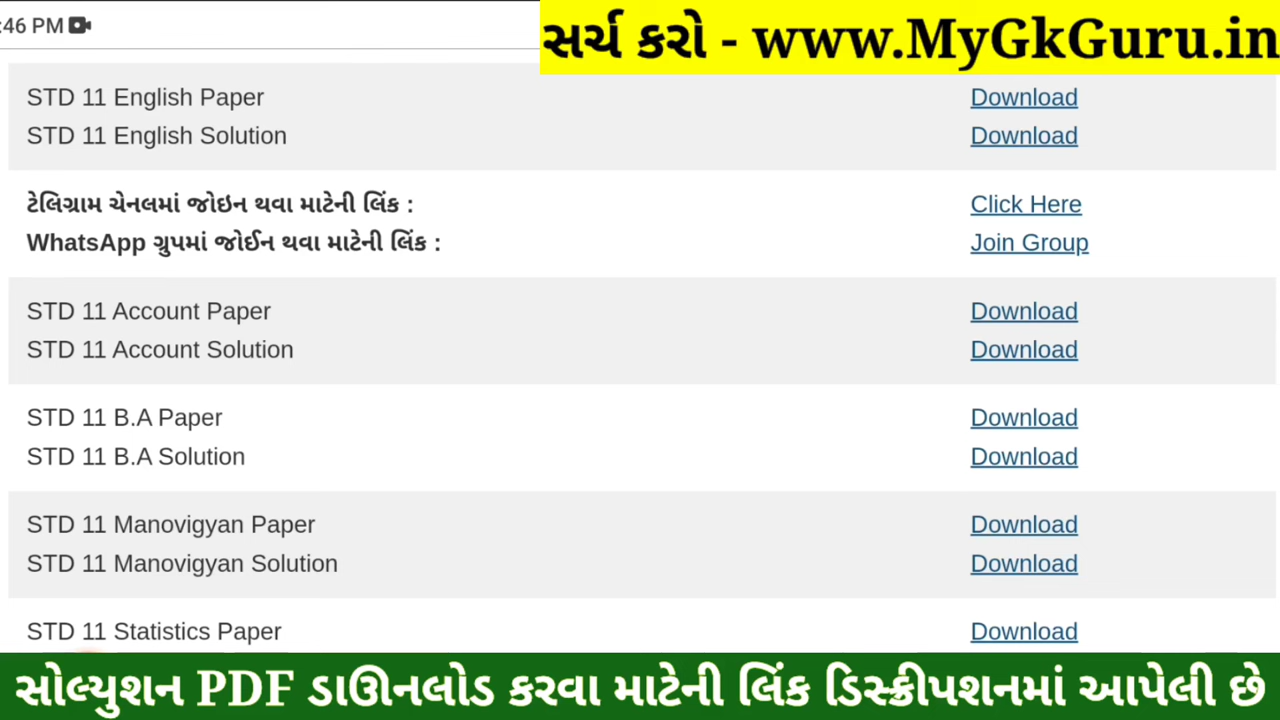 :46 PM
સર્ચ કરો - www.MyGkGuru.in
STD 11 English Paper Download
STD 11 English Solution Download
ટેલિગ્રામ ચેનલમાં જોઇન થવા માટેની લિંક : Click Here
WhatsApp ગ્રુપમાં જોઈન થવા માટેની લિંક : Join Group
STD 11 Account Paper Download
STD 11 Account Solution Download
STD 11 B.A Paper Download
STD 11 B.A Solution Download
STD 11 Manovigyan Paper Download
STD 11 Manovigyan Solution Download
STD 11 Statistics Paper Download
સોલ્યુશન PDF ડાઊનલોડ કરવા માટેની લિંક ડિસ્ક્રીપશનમાં આપેલી છે